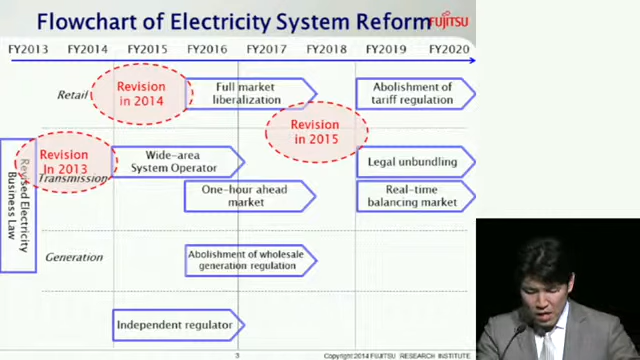 Flowchart of Electricity System Reform
FUJITSU
FY2013 FY2014 FY2015 FY2016 FY2017 FY2018 FY2019 FY2020
Retail
Revision
in 2014
Full market
liberalization
Abolishment of
tariff regulation
Revision
in 2015
Revised Electricity
Business Law
Revision
In 2013
Transmission
Wide-area
System Operator
Legal unbundling
One-hour ahead
market
Real-time
balancing market
Generation
Abolishment of wholesale
generation regulation
Independent regulator
3
Copyright 2014 FUJITSU RESEARCH INSTITUTE